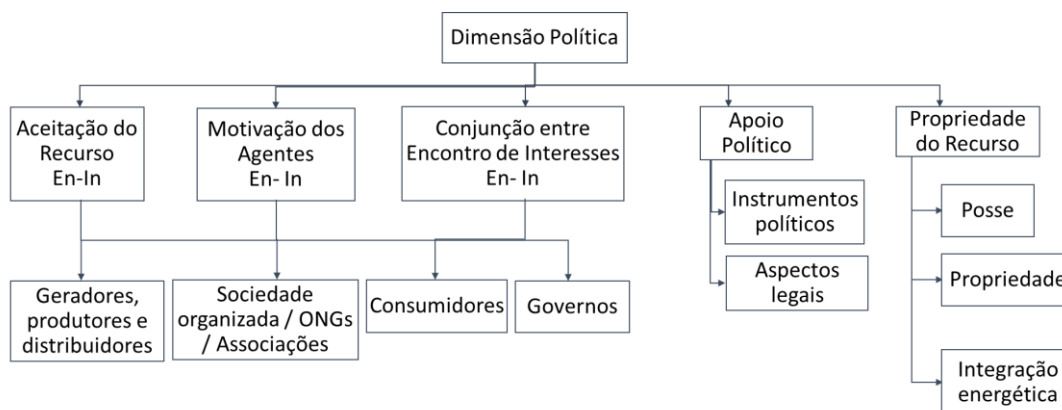 Dimensão Política
Aceitação do
Recurso
En-In
Motivação dos
Agentes
En- In
Conjunção entre
Encontro de Interesses
En- In
Apoio
Político
Propriedade
do Recurso
Instrumentos
políticos
Aspectos
legais
Posse
Propriedade
Integração
energética
Geradores,
produtores e
distribuidores
Sociedade
organizada / ONGs
/ Associações
Consumidores
Governos